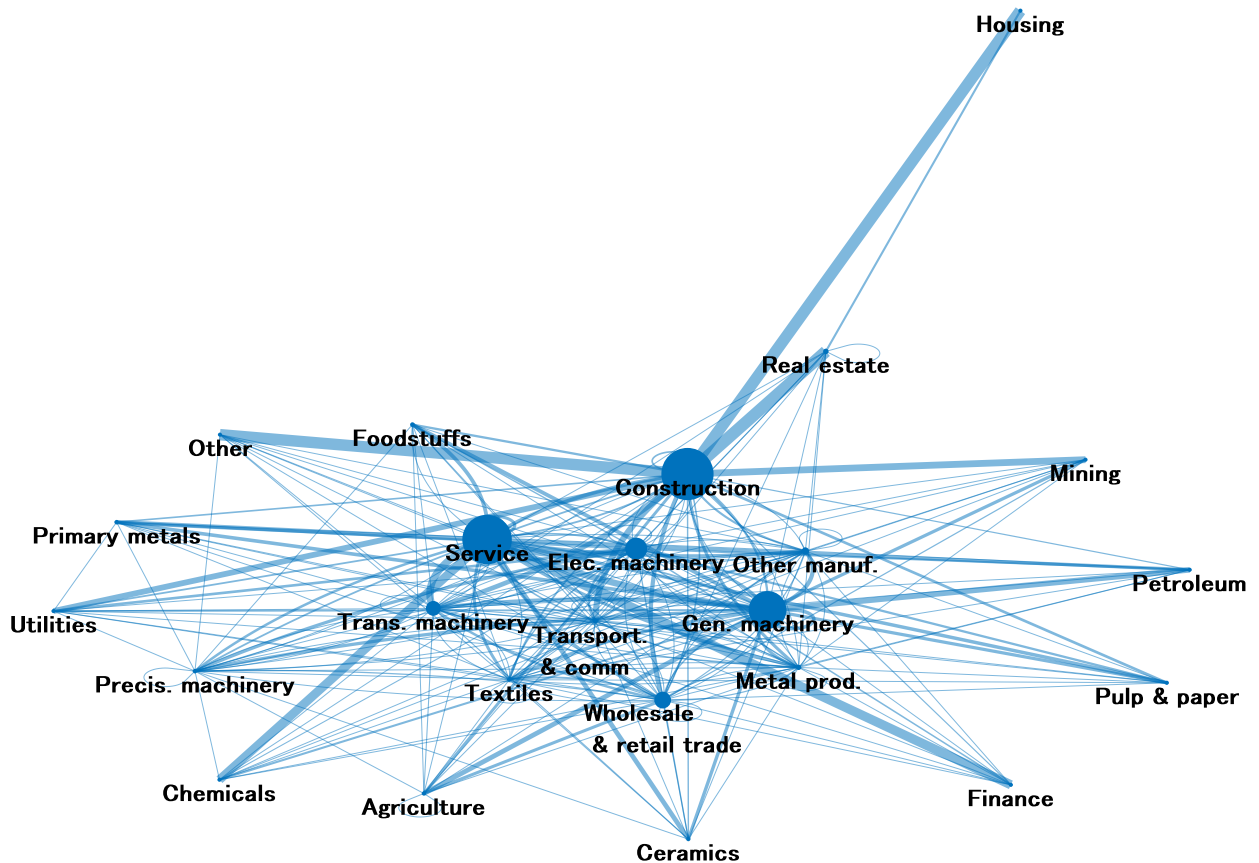 Housing
Real estate
Foodstuffs
Other
Mining
Construction
Primary metals
Service
Elec. machinery
Other manuf.
Petroleum
Utilities
Trans. machinery
Transport.
& comm
Gen. machinery
Precis. machinery
Textiles
Metal prod.
Pulp & paper
Wholesale
& retail trade
Chemicals
Agriculture
Finance
Ceramics